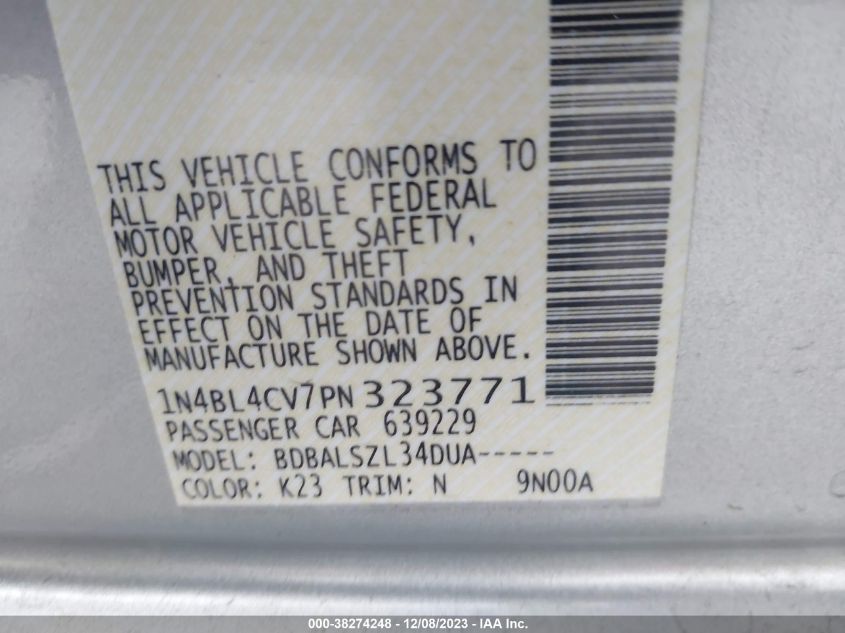 THIS VEHICLE CONFORMS TO
ALL APPLICABLE FEDERAL
MOTOR VEHICLE SAFETY,
BUMPER, AND THEFT
PREVENTION STANDARDS IN
EFFECT ON THE DATE OF
MANUFACTURE SHOWN ABOVE.
1N4BL4CV7PN323771
PASSENGER CAR 639229
MODEL: BDBALSZL34DUA-----
COLOR: K23 TRIM: N 9N00A
000-38274248 - 12/08/2023 - IAA Inc.